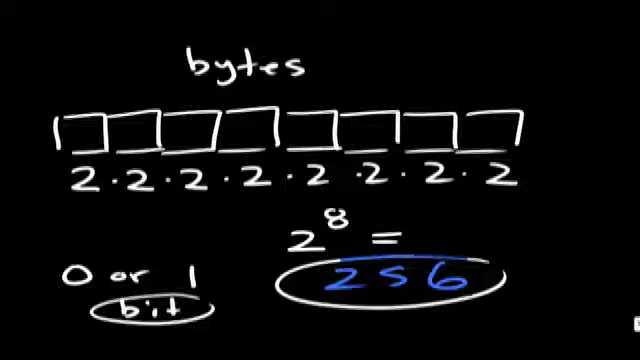 bytes
2 · 2 · 2 · 2 · 2 · 2 · 2 · 2
2⁸ =
0 or 1
256
bit